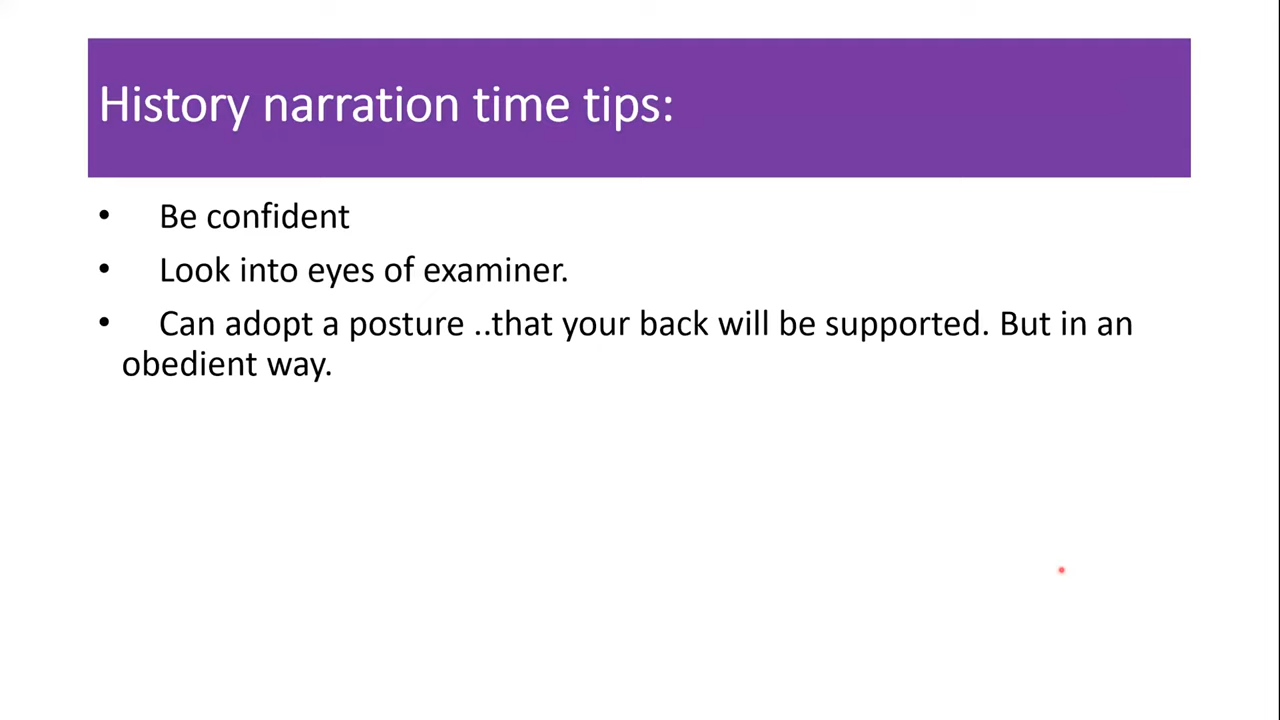 History narration time tips:
• Be confident
• Look into eyes of examiner.
• Can adopt a posture ..that your back will be supported. But in an
obedient way.